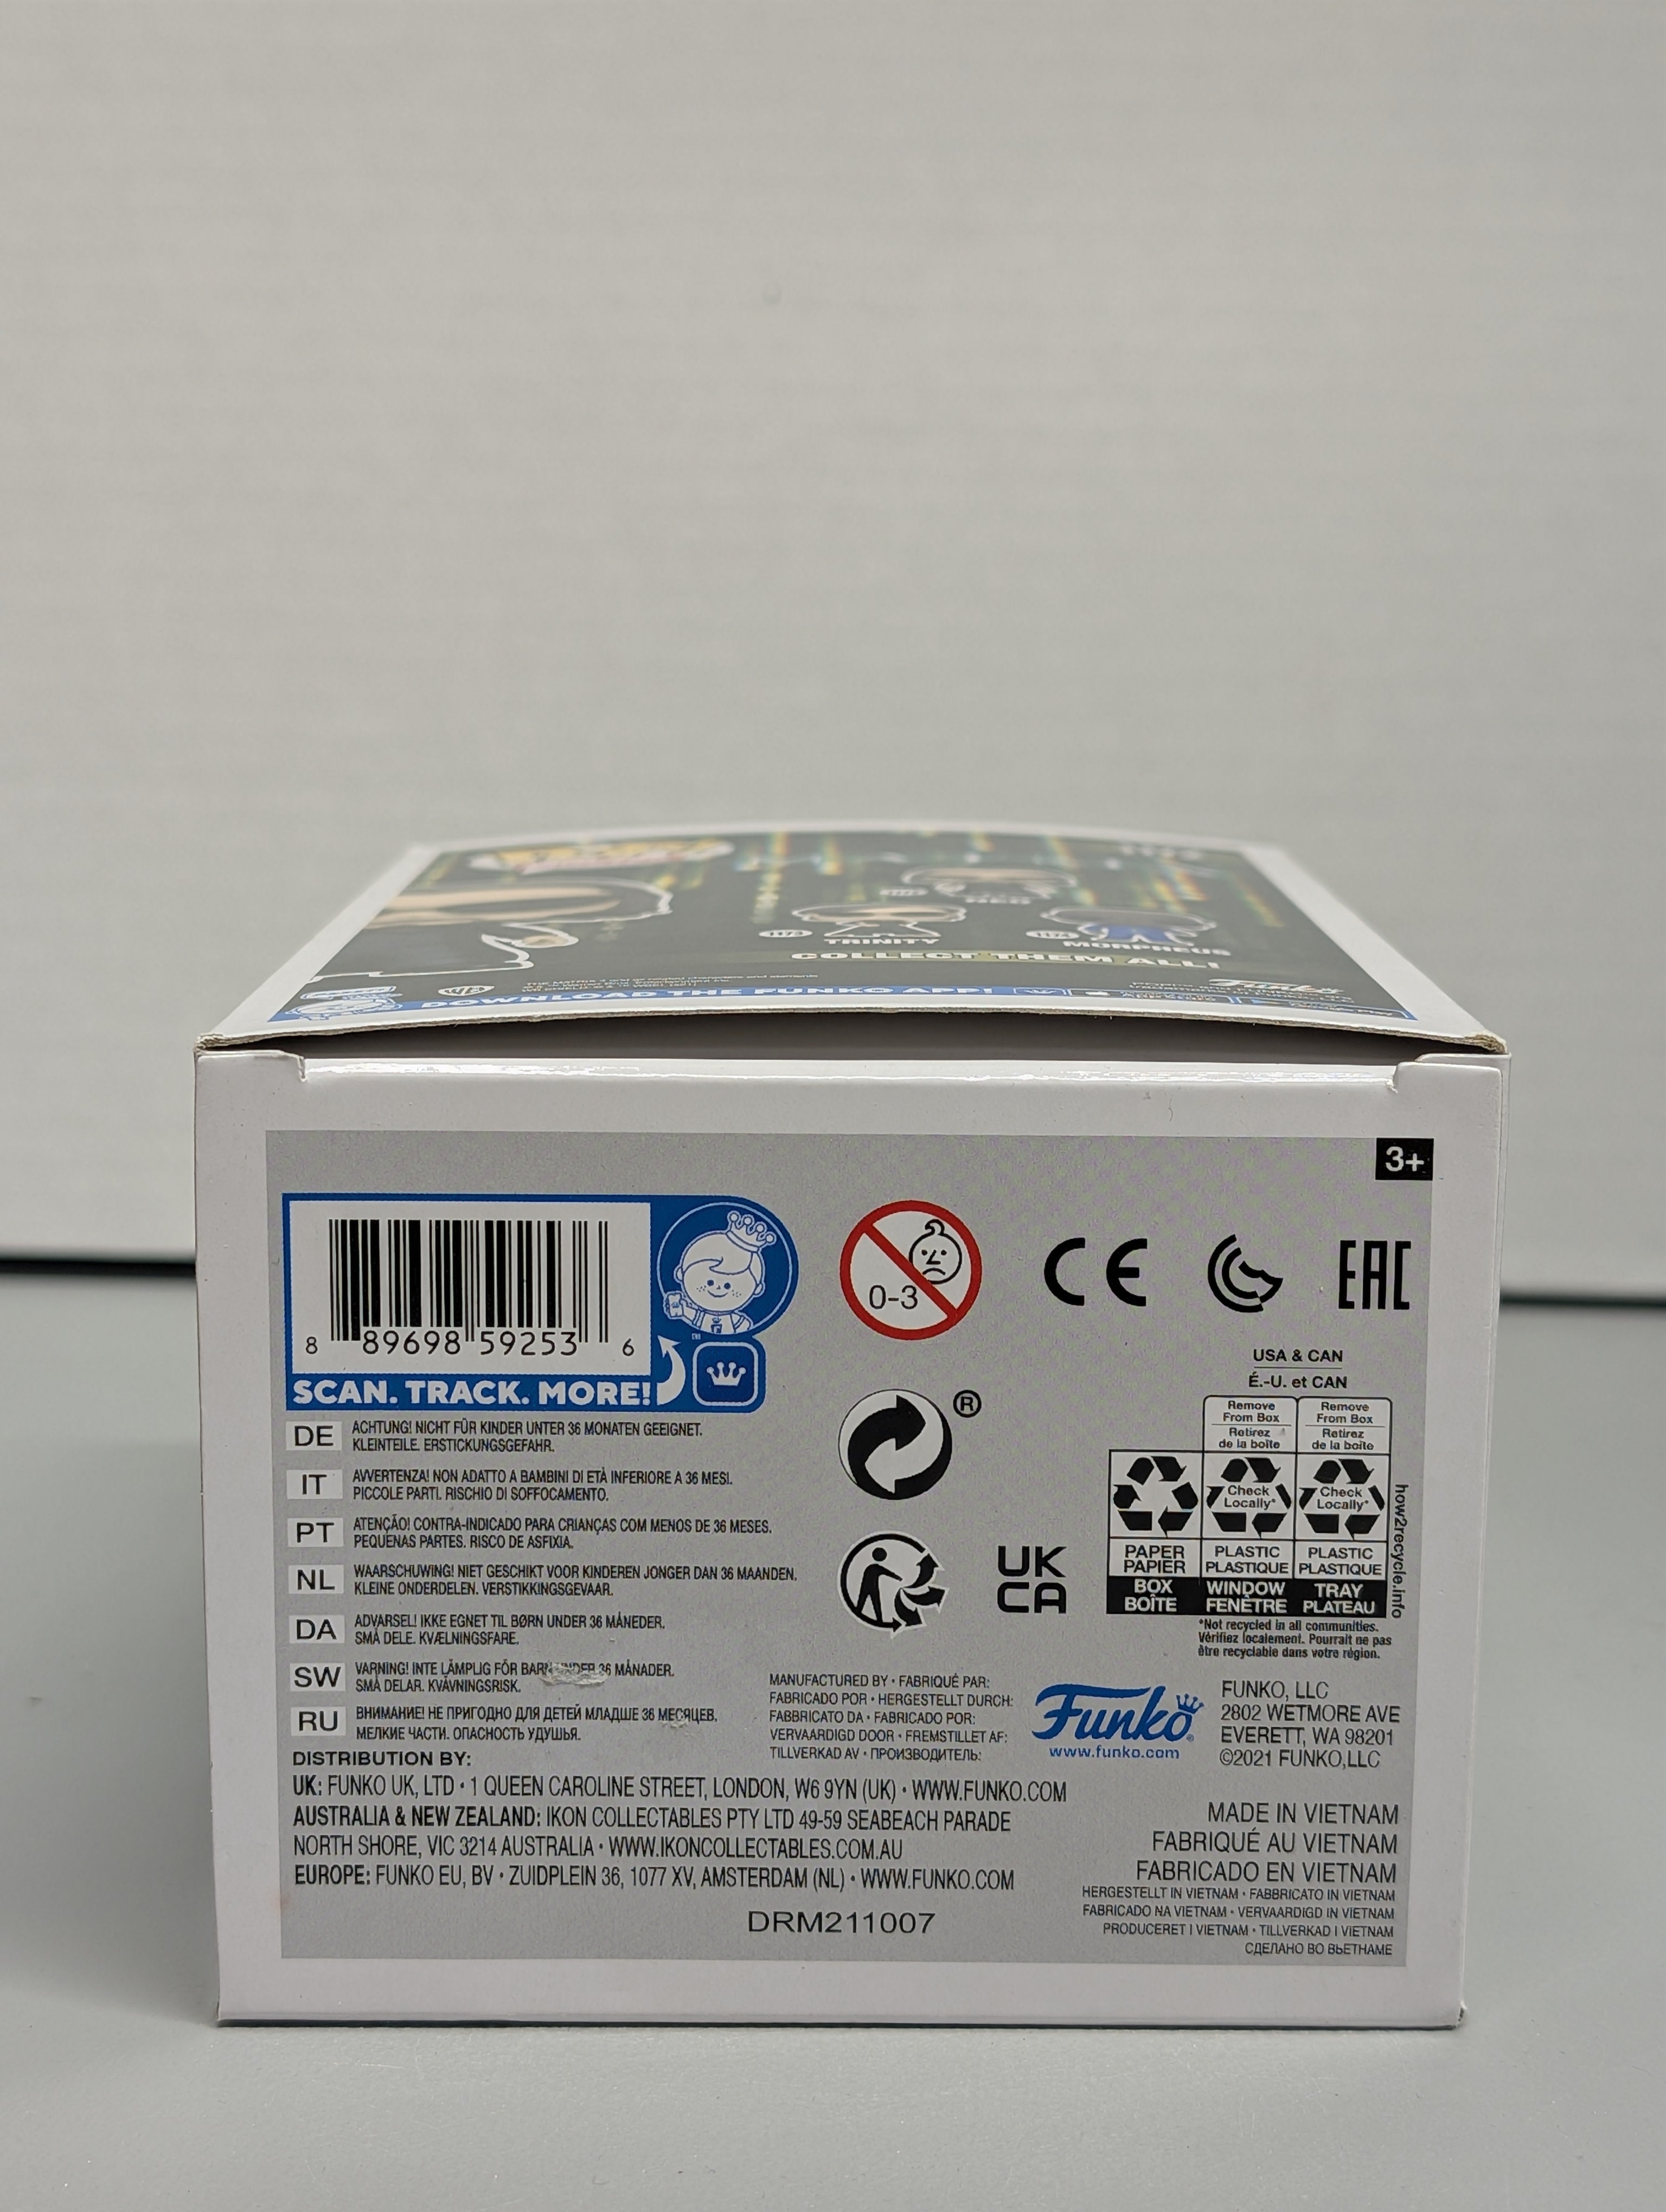 NEO
1173
TRINITY
1174
MORPHEUS
COLLECT THEM ALL!
WB
Funko
DOWNLOAD THE FUNKO APP!
3+
8 89698 59253 6
SCAN. TRACK. MORE!
TM
0-3
CE
EAC
USA & CAN
É.-U. et CAN
®
Remove
From Box
Retirez
de la boîte
Remove
From Box
Retirez
de la boîte
Check
Locally*
Check
Locally*
PAPER
PAPIER
PLASTIC
PLASTIQUE
PLASTIC
PLASTIQUE
BOX
BOÎTE
WINDOW
FENÊTRE
TRAY
PLATEAU
how2recycle.info
*Not recycled in all communities.
Vérifiez localement. Pourrait ne pas
être recyclable dans votre région.
UK
CA
DE ACHTUNG! NICHT FÜR KINDER UNTER 36 MONATEN GEEIGNET.
KLEINTEILE. ERSTICKUNGSGEFAHR.
IT AVVERTENZA! NON ADATTO A BAMBINI DI ETÀ INFERIORE A 36 MESI.
PICCOLE PARTI. RISCHIO DI SOFFOCAMENTO.
PT ATENÇÃO! CONTRA-INDICADO PARA CRIANÇAS COM MENOS DE 36 MESES.
PEQUENAS PARTES. RISCO DE ASFIXIA.
NL WAARSCHUWING! NIET GESCHIKT VOOR KINDEREN JONGER DAN 36 MAANDEN.
KLEINE ONDERDELEN. VERSTIKKINGSGEVAAR.
DA ADVARSEL! IKKE EGNET TIL BØRN UNDER 36 MÅNEDER.
SMÅ DELE. KVÆLNINGSFARE.
SW VARNING! INTE LÄMPLIG FÖR BARN UNDER 36 MÅNADER.
SMÅ DELAR. KVÄVNINGSRISK.
RU ВНИМАНИЕ! НЕ ПРИГОДНО ДЛЯ ДЕТЕЙ МЛАДШЕ 36 МЕСЯЦЕВ.
МЕЛКИЕ ЧАСТИ. ОПАСНОСТЬ УДУШЬЯ.
MANUFACTURED BY • FABRIQUÉ PAR:
FABRICADO POR • HERGESTELLT DURCH:
FABBRICATO DA • FABRICADO POR:
VERVAARDIGD DOOR • FREMSTILLET AF:
TILLVERKAD AV • ПРОИЗВОДИТЕЛЬ:
Funko®
www.funko.com
FUNKO, LLC
2802 WETMORE AVE
EVERETT, WA 98201
©2021 FUNKO,LLC
DISTRIBUTION BY:
UK: FUNKO UK, LTD • 1 QUEEN CAROLINE STREET, LONDON, W6 9YN (UK) • WWW.FUNKO.COM
AUSTRALIA & NEW ZEALAND: IKON COLLECTABLES PTY LTD 49-59 SEABEACH PARADE
NORTH SHORE, VIC 3214 AUSTRALIA • WWW.IKONCOLLECTABLES.COM.AU
EUROPE: FUNKO EU, BV • ZUIDPLEIN 36, 1077 XV, AMSTERDAM (NL) • WWW.FUNKO.COM
DRM211007
MADE IN VIETNAM
FABRIQUÉ AU VIETNAM
FABRICADO EN VIETNAM
HERGESTELLT IN VIETNAM • FABBRICATO IN VIETNAM
FABRICADO NA VIETNAM • VERVAARDIGD IN VIETNAM
PRODUCERET I VIETNAM • TILLVERKAD I VIETNAM
СДЕЛАНО ВО ВЬЕТНАМЕ